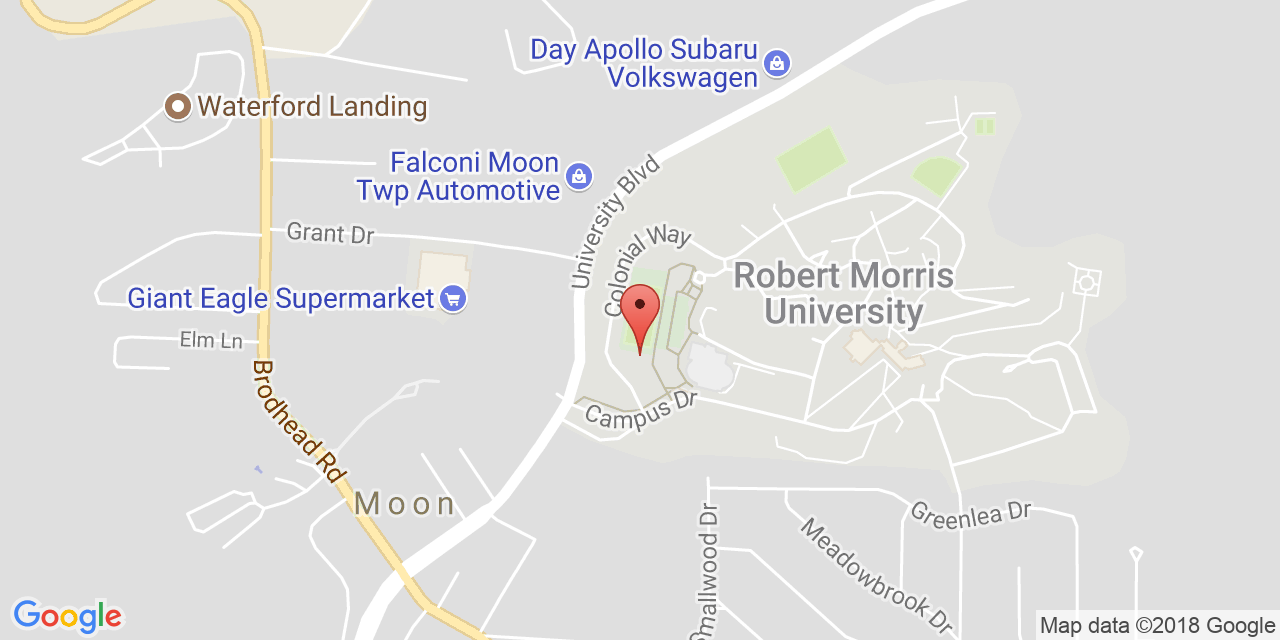 Day Apollo Subaru
Volkswagen
Waterford Landing
Falconi Moon
Twp Automotive
University Blvd
Grant Dr
Colonial Way
Robert Morris
University
Giant Eagle Supermarket
Elm Ln
Brodhead Rd
Campus Dr
Moon
Greenlea Dr
Smallwood Dr
Meadowbrook Dr
Google
Map data ©2018 Google